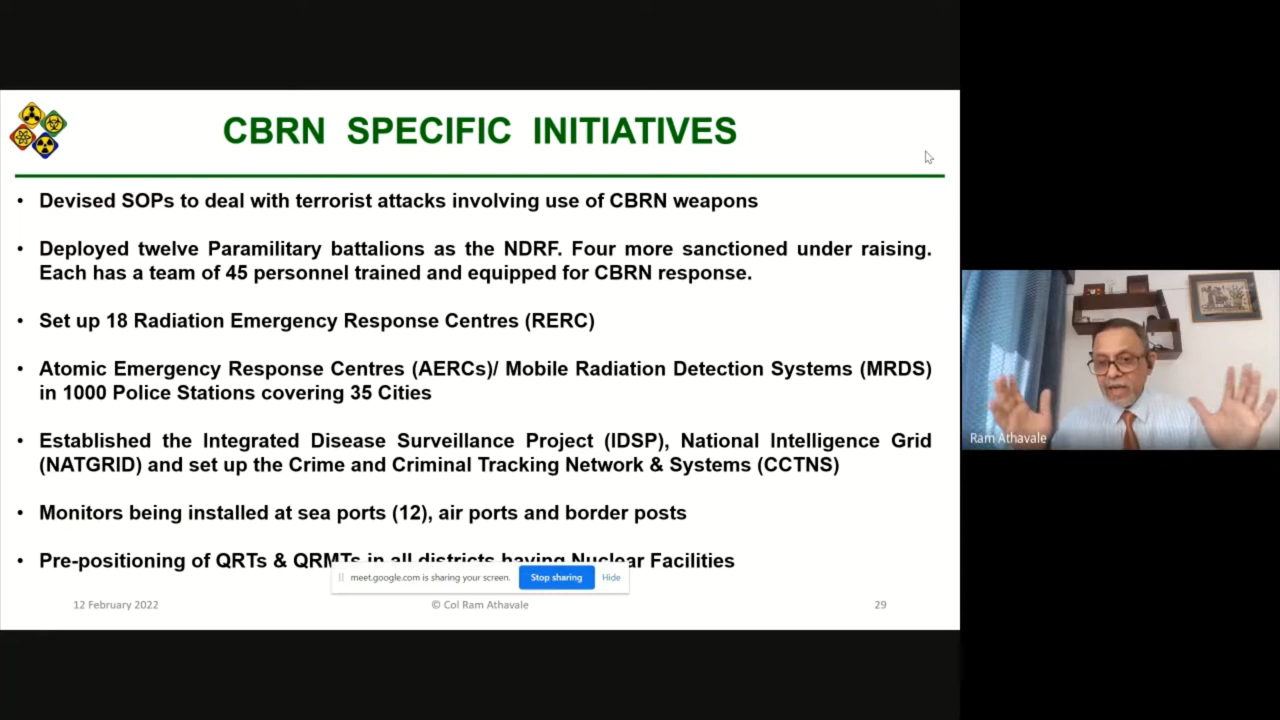 CBRN SPECIFIC INITIATIVES
• Devised SOPs to deal with terrorist attacks involving use of CBRN weapons
• Deployed twelve Paramilitary battalions as the NDRF. Four more sanctioned under raising.
Each has a team of 45 personnel trained and equipped for CBRN response.
• Set up 18 Radiation Emergency Response Centres (RERC)
• Atomic Emergency Response Centres (AERCs)/ Mobile Radiation Detection Systems (MRDS)
in 1000 Police Stations covering 35 Cities
• Established the Integrated Disease Surveillance Project (IDSP), National Intelligence Grid
(NATGRID) and set up the Crime and Criminal Tracking Network & Systems (CCTNS)
• Monitors being installed at sea ports (12), air ports and border posts
• Pre-positioning of QRTs & QRMTs in all districts having Nuclear Facilities
meet.google.com is sharing your screen. Stop sharing Hide
12 February 2022 © Col Ram Athavale 29
Ram Athavale